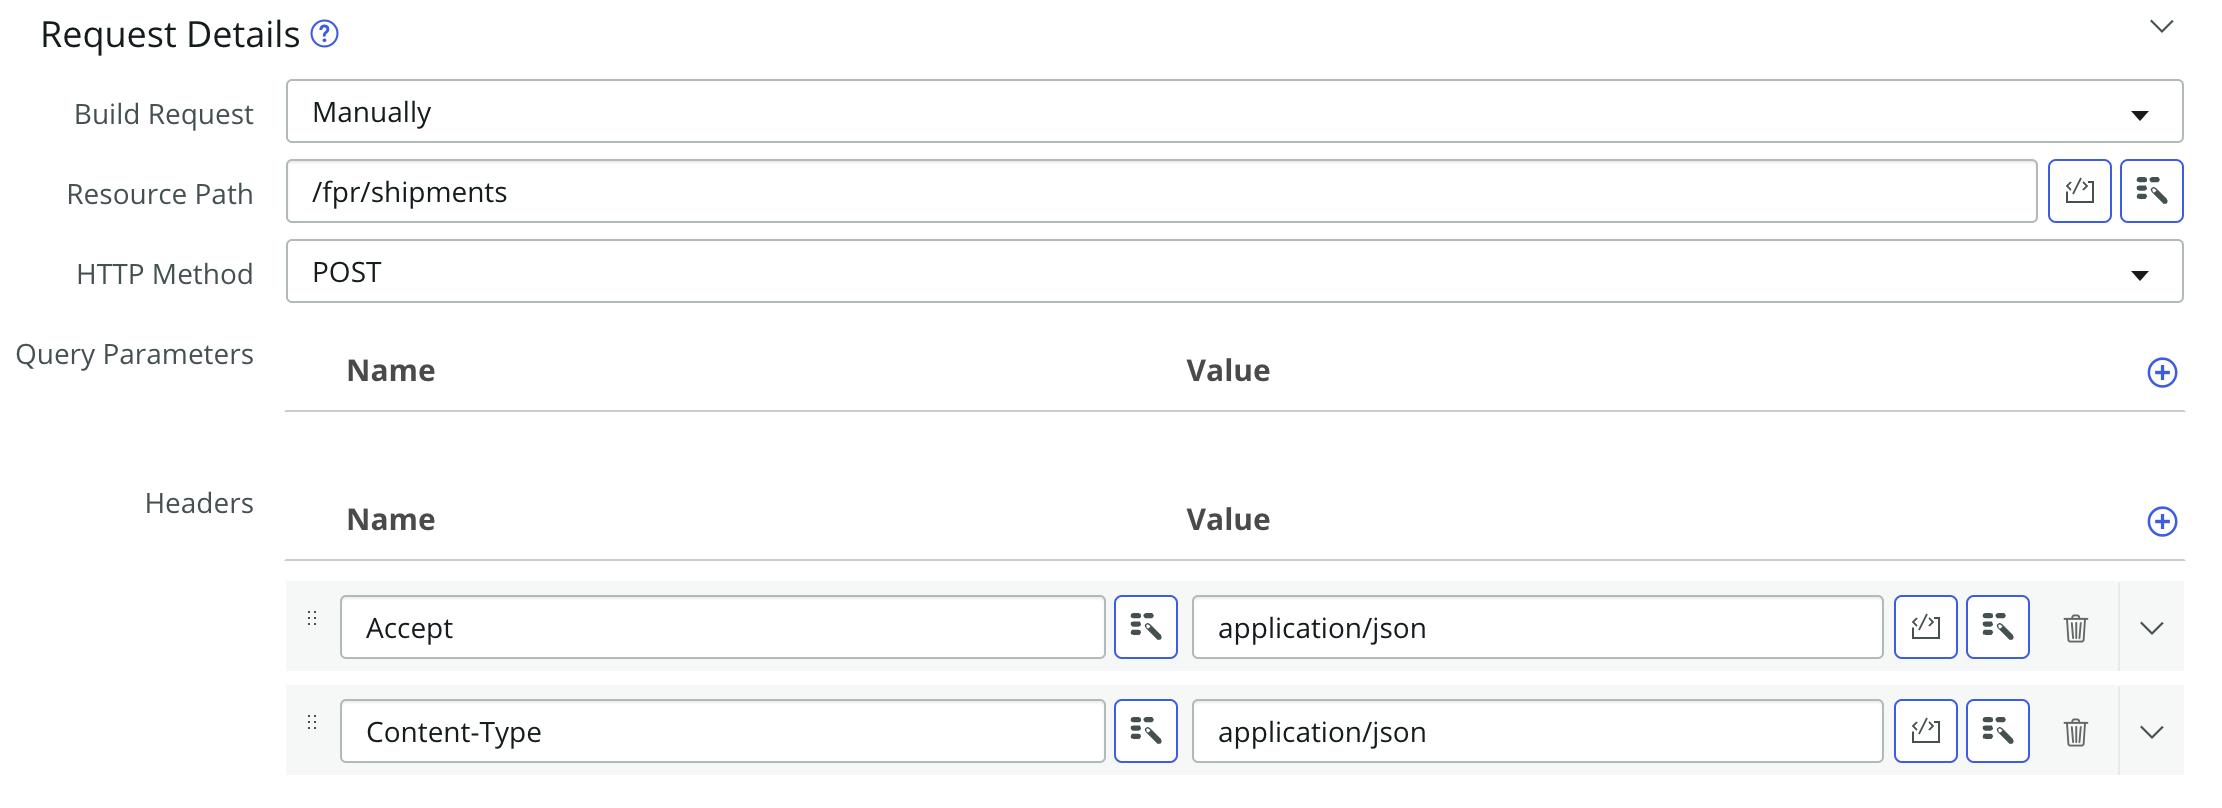 Request Details ?
Build Request Manually
Resource Path /fpr/shipments
HTTP Method POST
Query Parameters Name Value
Headers Name Value
Accept application/json
Content-Type application/json